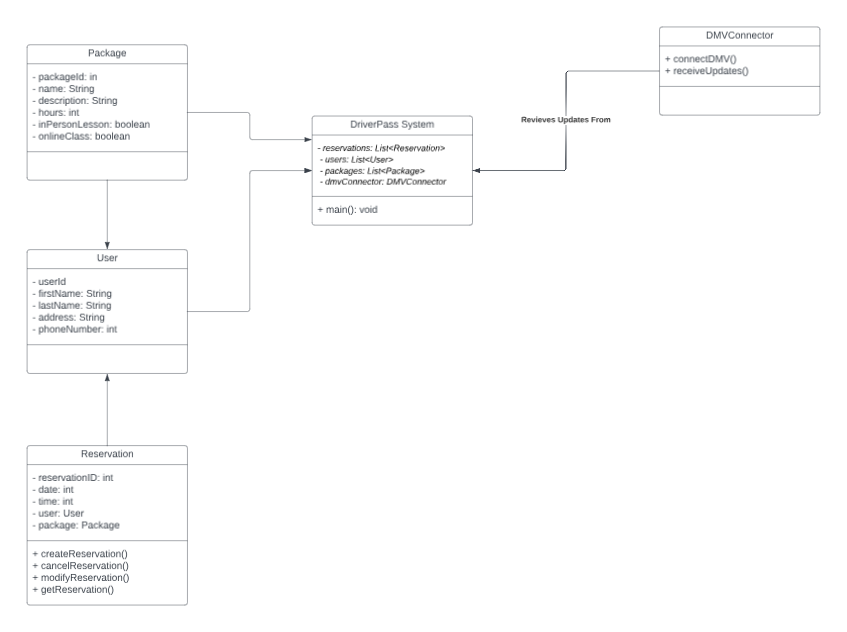 Package
- packageId: in
- name: String
- description: String
- hours: int
- inPersonLesson: boolean
- onlineClass: boolean
User
- userId
- firstName: String
- lastName: String
- address: String
- phoneNumber: int
Reservation
- reservationID: int
- date: int
- time: int
- user: User
- package: Package
+ createReservation()
+ cancelReservation()
+ modifyReservation()
+ getReservation()
DriverPass System
- reservations: List<Reservation>
- users: List<User>
- packages: List<Package>
- dmvConnector: DMVConnector
+ main(): void
Revieves Updates From
DMVConnector
+ connectDMV()
+ receiveUpdates()